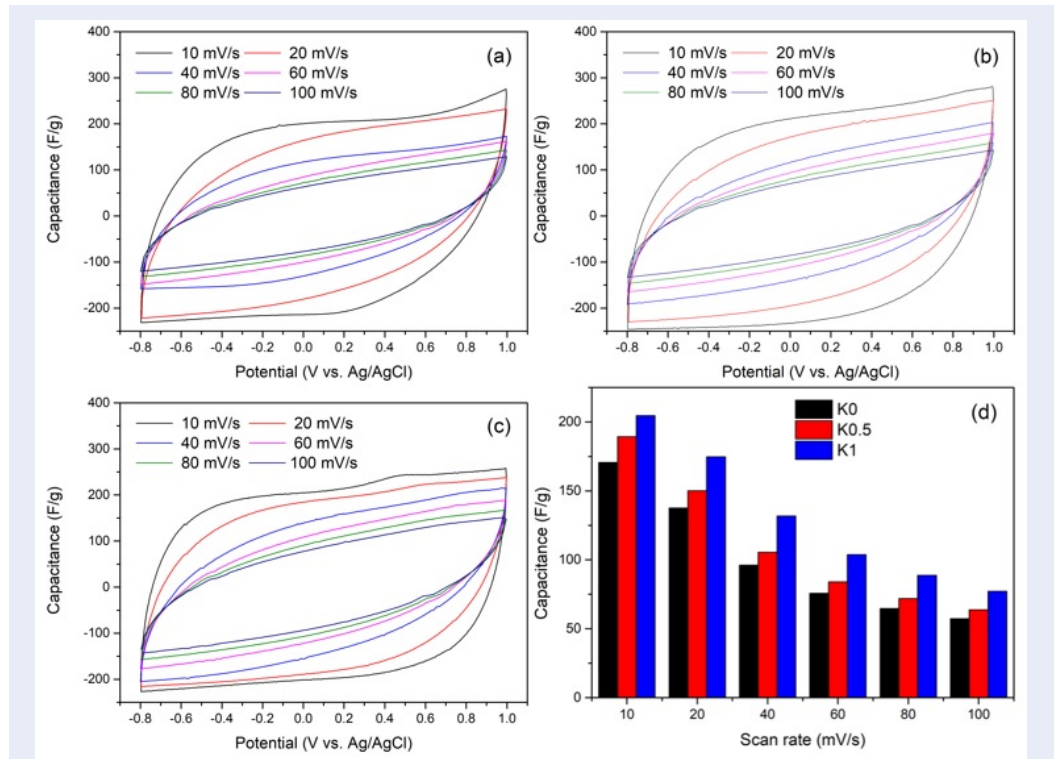 (a)
10 mV/s 20 mV/s
40 mV/s 60 mV/s
80 mV/s 100 mV/s
Capacitance (F/g)
400
300
200
100
0
-100
-200
-0.8 -0.6 -0.4 -0.2 0.0 0.2 0.4 0.6 0.8 1.0
Potential (V vs. Ag/AgCl)
(b)
10 mV/s 20 mV/s
40 mV/s 60 mV/s
80 mV/s 100 mV/s
Capacitance (F/g)
400
300
200
100
0
-100
-200
-0.8 -0.6 -0.4 -0.2 0.0 0.2 0.4 0.6 0.8 1.0
Potential (V vs. Ag/AgCl)
(c)
10 mV/s 20 mV/s
40 mV/s 60 mV/s
80 mV/s 100 mV/s
Capacitance (F/g)
400
300
200
100
0
-100
-200
-0.8 -0.6 -0.4 -0.2 0.0 0.2 0.4 0.6 0.8 1.0
Potential (V vs. Ag/AgCl)
(d)
K0
K0.5
K1
Capacitance (F/g)
200
150
100
50
0
10 20 40 60 80 100
Scan rate (mV/s)